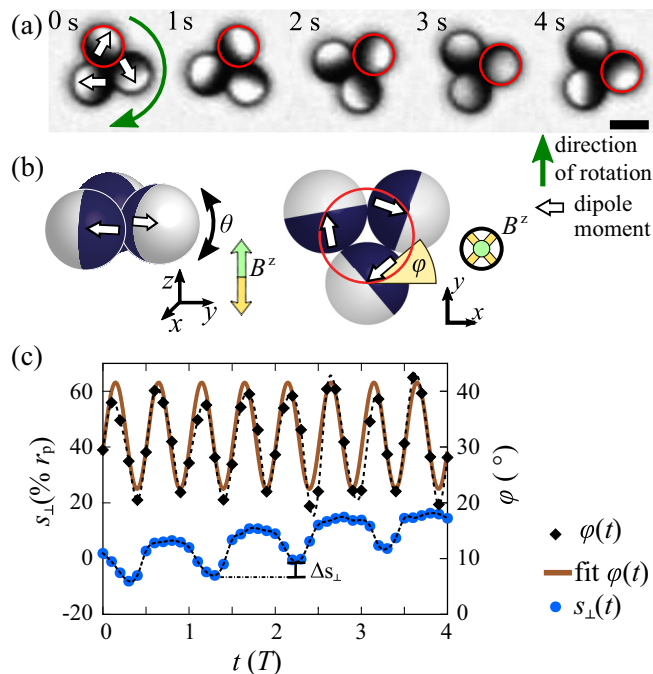 (a)
0 s 1 s 2 s 3 s 4 s
direction
of rotation
dipole
moment
(b)
θ
B^z
z
y
x
φ
B^z
y
x
(c)
s⊥(% r_p)
60
40
20
0
-20
φ (°)
40
30
20
10
0
Δs⊥
0 1 2 3 4
t (T)
φ(t)
fit φ(t)
s⊥(t)